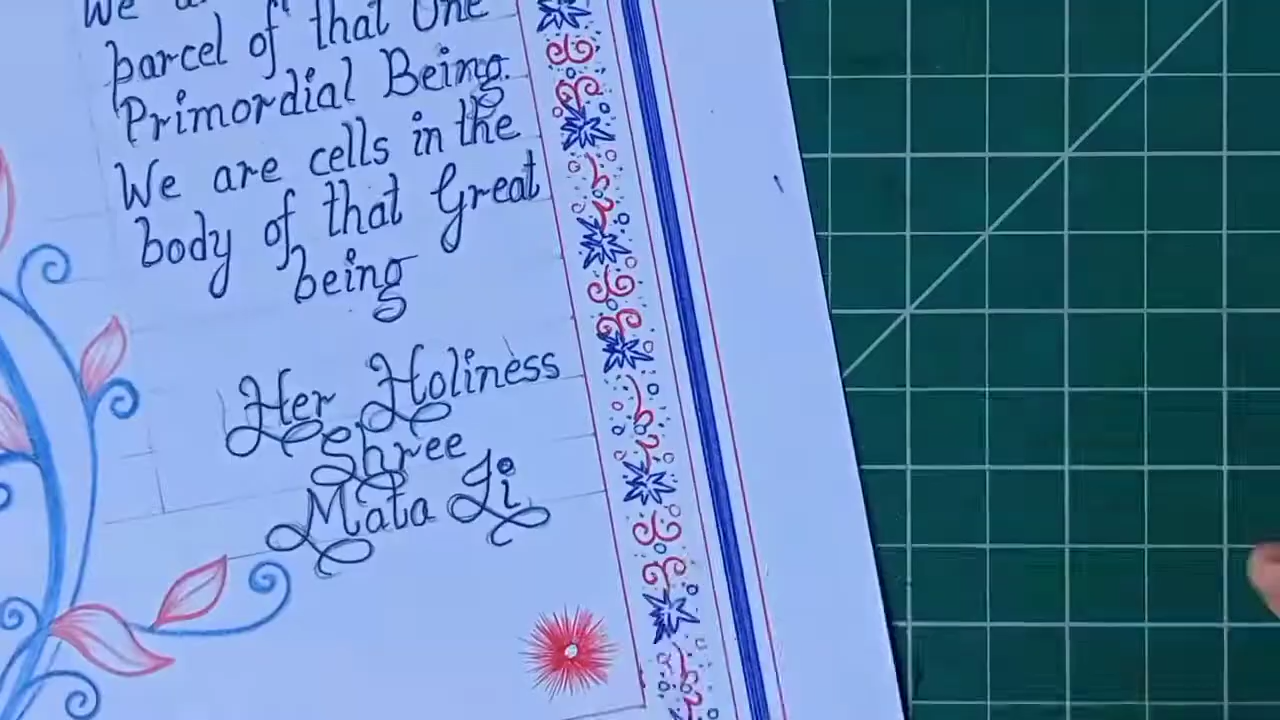 We
parcel of that One
Primordial Being.
We are cells in the
body of that Great
being
Her Holiness
Shree
Mata Ji